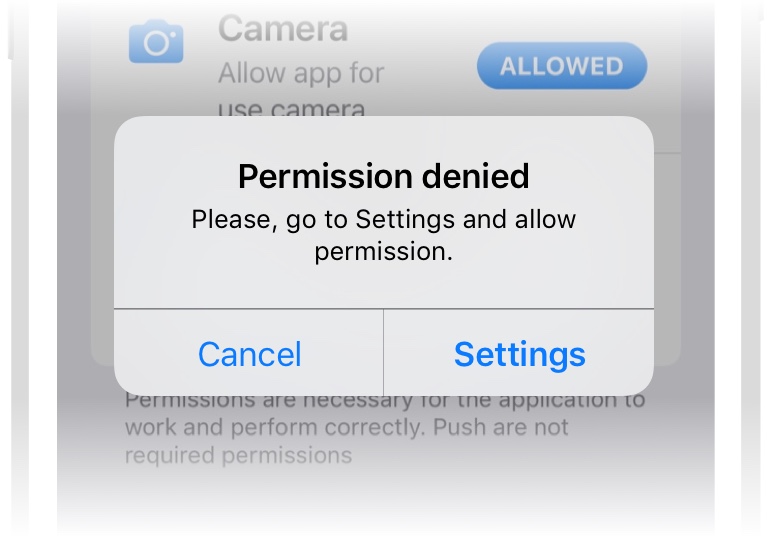 Camera
Allow app for
use camera
ALLOWED
Permission denied
Please, go to Settings and allow
permission.
Cancel
Settings
Permissions are necessary for the application to
work and perform correctly. Push are not
required permissions